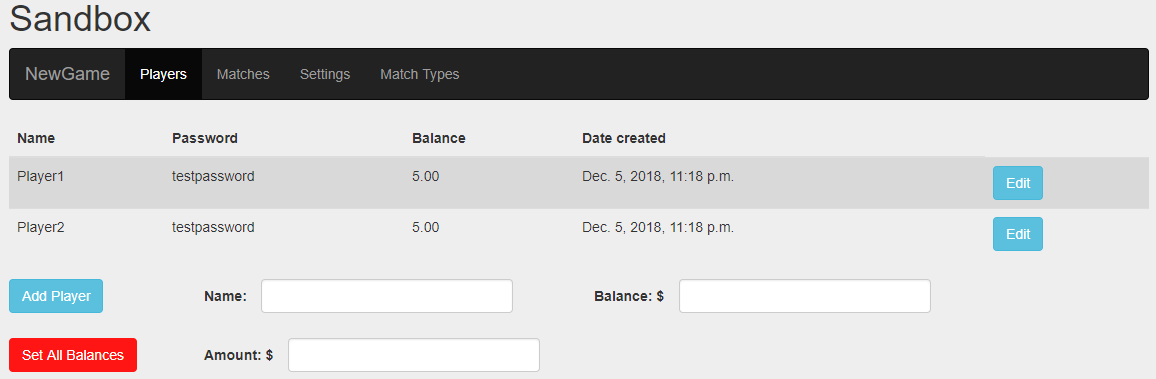 Sandbox
NewGame Players Matches Settings Match Types
Name Password Balance Date created
Player1 testpassword 5.00 Dec. 5, 2018, 11:18 p.m. Edit
Player2 testpassword 5.00 Dec. 5, 2018, 11:18 p.m. Edit
Add Player Name: Balance: $
Set All Balances Amount: $